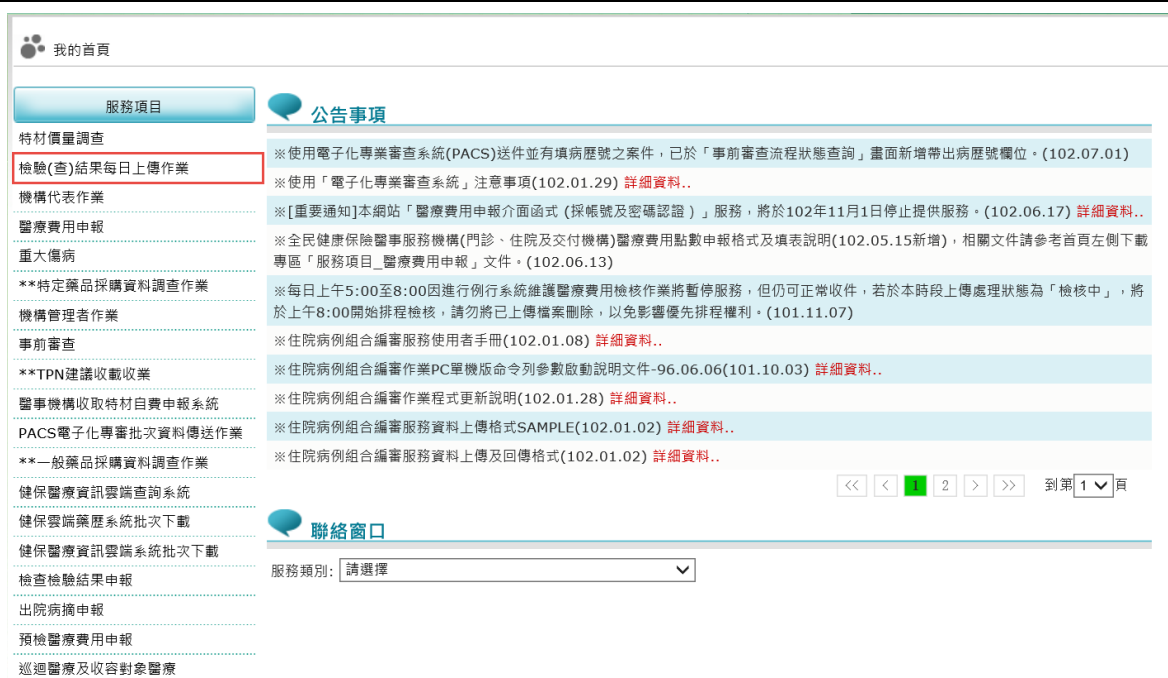 我的首頁
服務項目
特材價量調查
檢驗(查)結果每日上傳作業
機構代表作業
醫療費用申報
重大傷病
**特定藥品採購資料調查作業
機構管理者作業
事前審查
**TPN建議收載收業
醫事機構收取特材自費申報系統
PACS電子化專審批次資料傳送作業
**一般藥品採購資料調查作業
健保醫療資訊雲端查詢系統
健保雲端藥歷系統批次下載
健保醫療資訊雲端系統批次下載
檢查檢驗結果申報
出院病摘申報
預檢醫療費用申報
巡迴醫療及收容對象醫療
公告事項
※使用電子化專業審查系統(PACS)送件並有填病歷號之案件，已於「事前審查流程狀態查詢」畫面新增帶出病歷號欄位。(102.07.01)
※使用「電子化專業審查系統」注意事項(102.01.29) 詳細資料..
※[重要通知]本網站「醫療費用申報介面函式 (採帳號及密碼認證）」服務，將於102年11月1日停止提供服務。(102.06.17) 詳細資料..
※全民健康保險醫事服務機構(門診、住院及交付機構)醫療費用點數申報格式及填表說明(102.05.15新增)，相關文件請參考首頁左側下載
專區「服務項目_醫療費用申報」文件。(102.06.13)
※每日上午5:00至8:00因進行例行系統維護醫療費用檢核作業將暫停服務，但仍可正常收件，若於本時段上傳處理狀態為「檢核中」，將
於上午8:00開始排程檢核，請勿將已上傳檔案刪除，以免影響優先排程權利。(101.11.07)
※住院病例組合編審服務使用者手冊(102.01.08) 詳細資料..
※住院病例組合編審作業PC單機版命令列參數啟動說明文件-96.06.06(101.10.03) 詳細資料..
※住院病例組合編審作業程式更新說明(102.01.28) 詳細資料..
※住院病例組合編審服務資料上傳格式SAMPLE(102.01.02) 詳細資料..
※住院病例組合編審服務資料上傳及回傳格式(102.01.02) 詳細資料..
<< < 1 2 > >> 到第 1 頁
聯絡窗口
服務類別: 請選擇